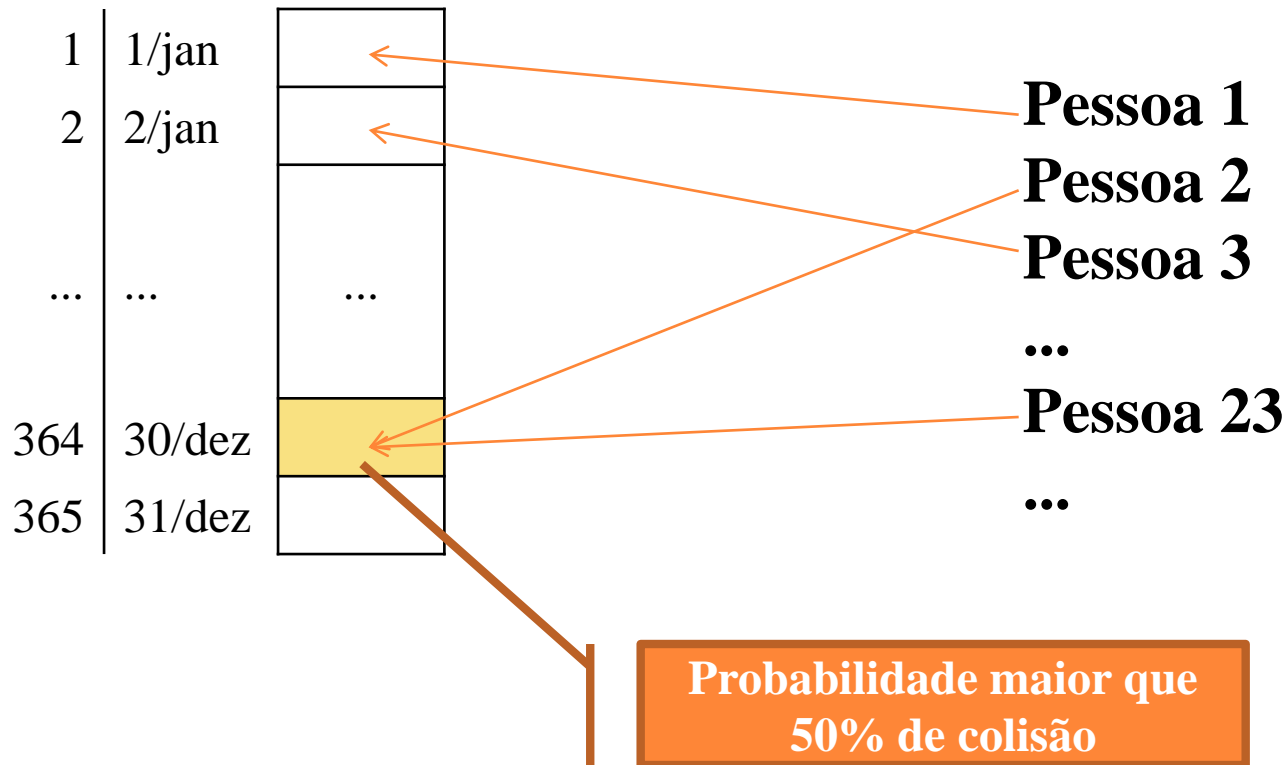 1 1/jan
Pessoa 1
2 2/jan
Pessoa 2
Pessoa 3
... ... ...
...
Pessoa 23
364 30/dez
...
365 31/dez
Probabilidade maior que
50% de colisão